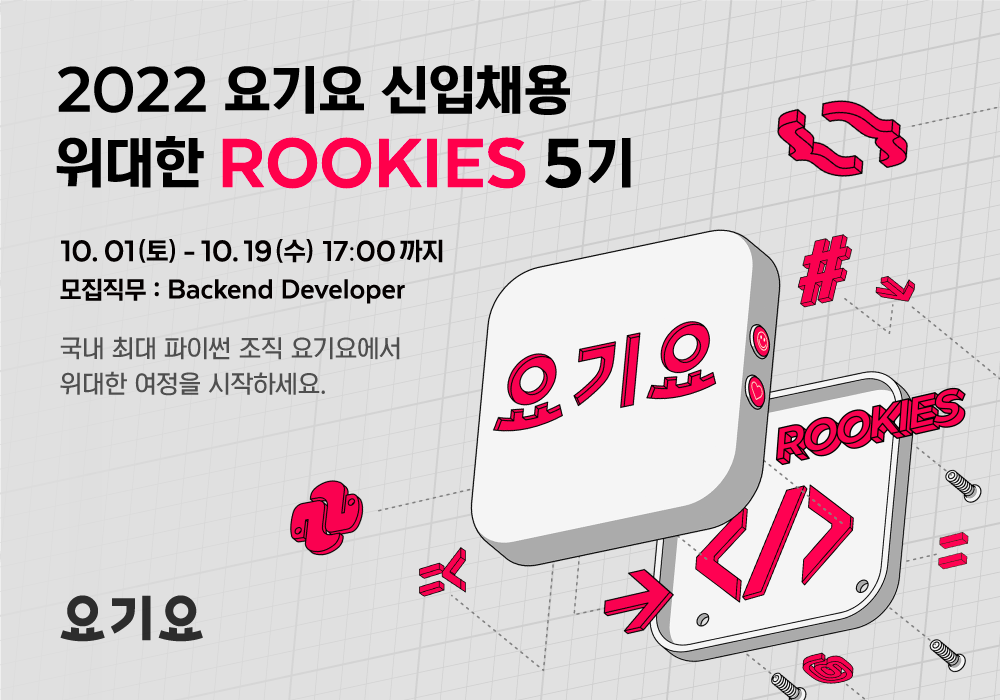 2022 요기요 신입채용
위대한 ROOKIES 5기
10. 01(토) - 10. 19(수) 17:00까지
모집직무 : Backend Developer
국내 최대 파이썬 조직 요기요에서
위대한 여정을 시작하세요.
요기요
ROOKIES
</>
#
=<
=
요기요